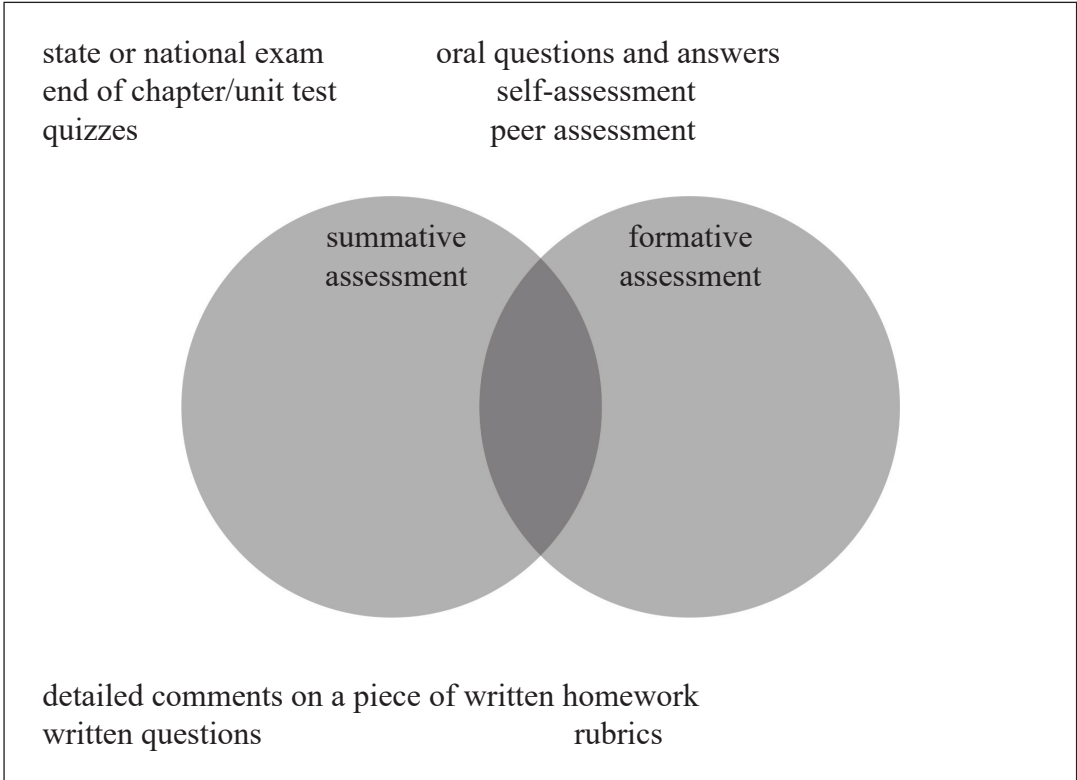 state or national exam oral questions and answers
end of chapter/unit test self-assessment
quizzes peer assessment
summative formative
assessment assessment
detailed comments on a piece of written homework
written questions rubrics